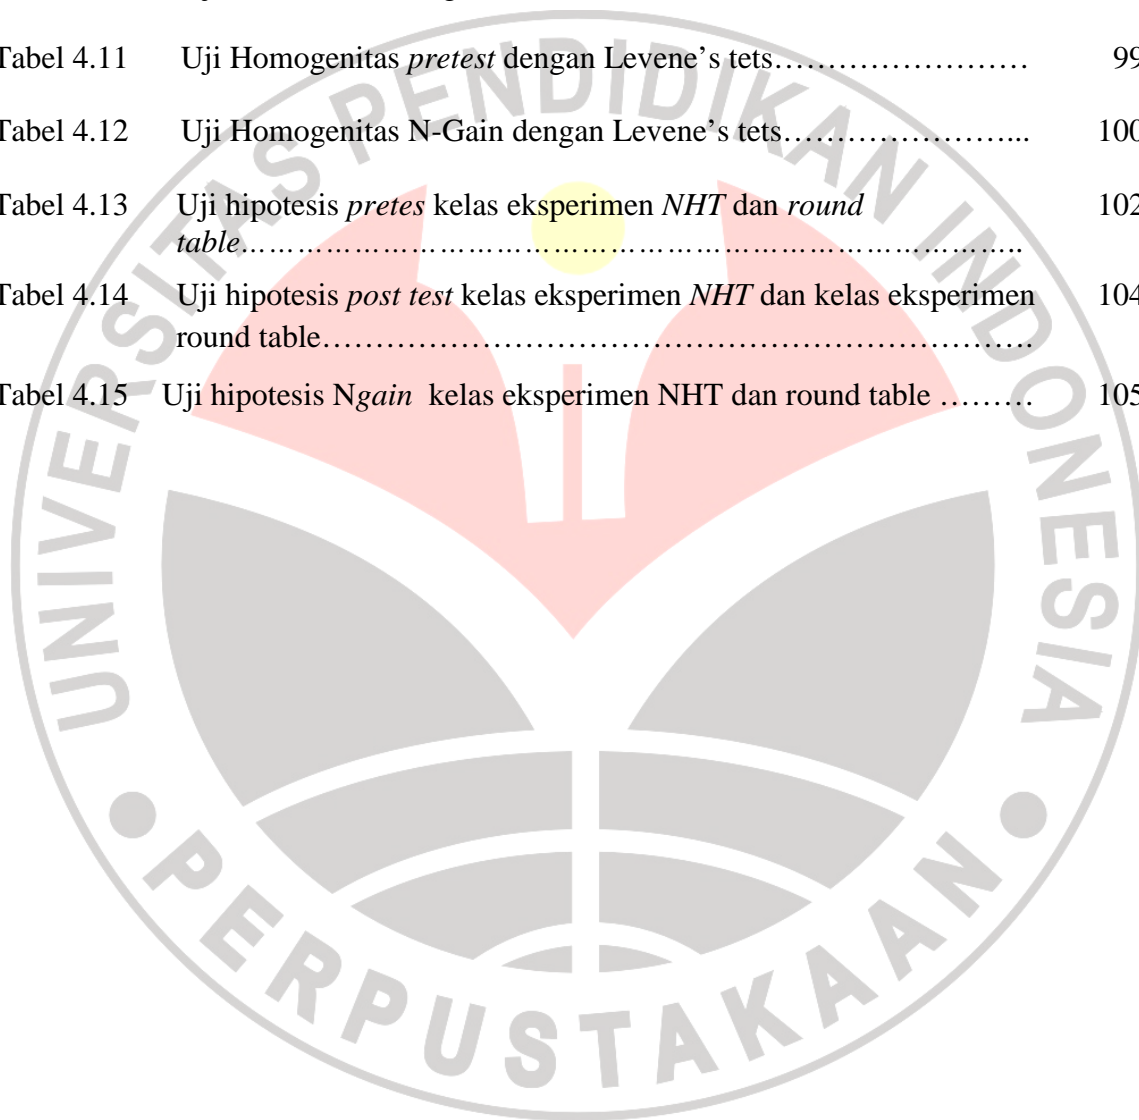 Tabel 4.11 Uji Homogenitas pretest dengan Levene’s tets…………………… 99
Tabel 4.12 Uji Homogenitas N-Gain dengan Levene’s tets…………………... 100
Tabel 4.13 Uji hipotesis pretes kelas eksperimen NHT dan round 102
table…………………………………………………………………..
Tabel 4.14 Uji hipotesis post test kelas eksperimen NHT dan kelas eksperimen 104
round table……………………………………………………………
Tabel 4.15 Uji hipotesis Ngain kelas eksperimen NHT dan round table ……… 105
UNIVERSITAS PENDIDIKAN INDONESIA
PERPUSTAKAAN